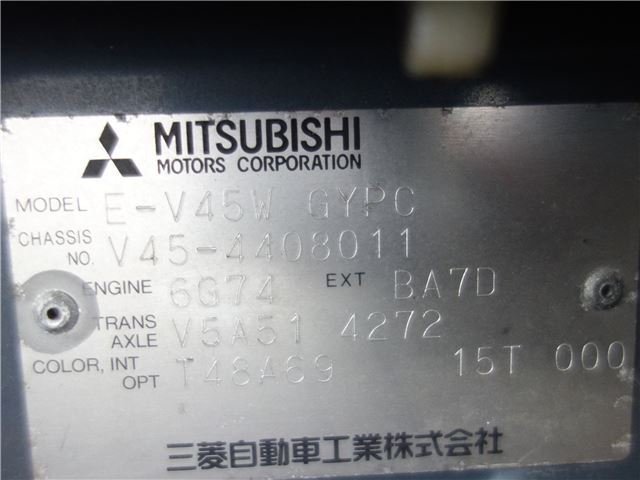 MITSUBISHI
MOTORS CORPORATION
MODEL E-V45W GYPC
CHASSIS NO. V45-4408011
ENGINE 6G74 EXT BA7D
TRANS AXLE V5A51 4272
COLOR, INT OPT T48A69 15T 000
三菱自動車工業株式会社